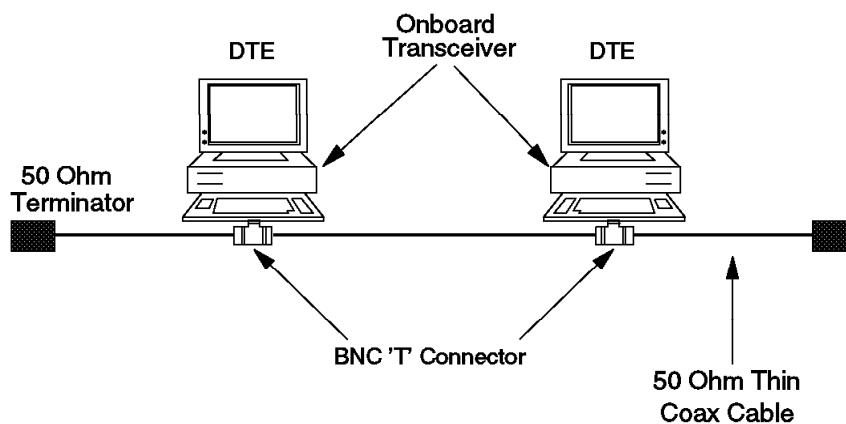 Onboard
Transceiver
DTE
DTE
50 Ohm
Terminator
BNC 'T' Connector
50 Ohm Thin
Coax Cable